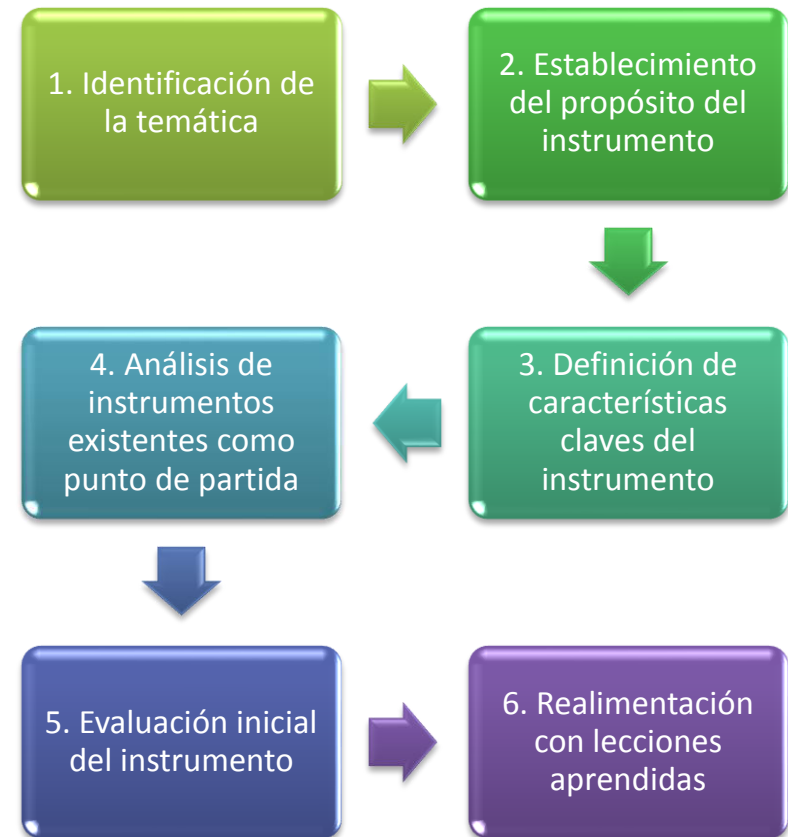 1. Identificación de
la temática
2. Establecimiento
del propósito del
instrumento
3. Definición de
características
claves del
instrumento
4. Análisis de
instrumentos
existentes como
punto de partida
5. Evaluación inicial
del instrumento
6. Realimentación
con lecciones
aprendidas